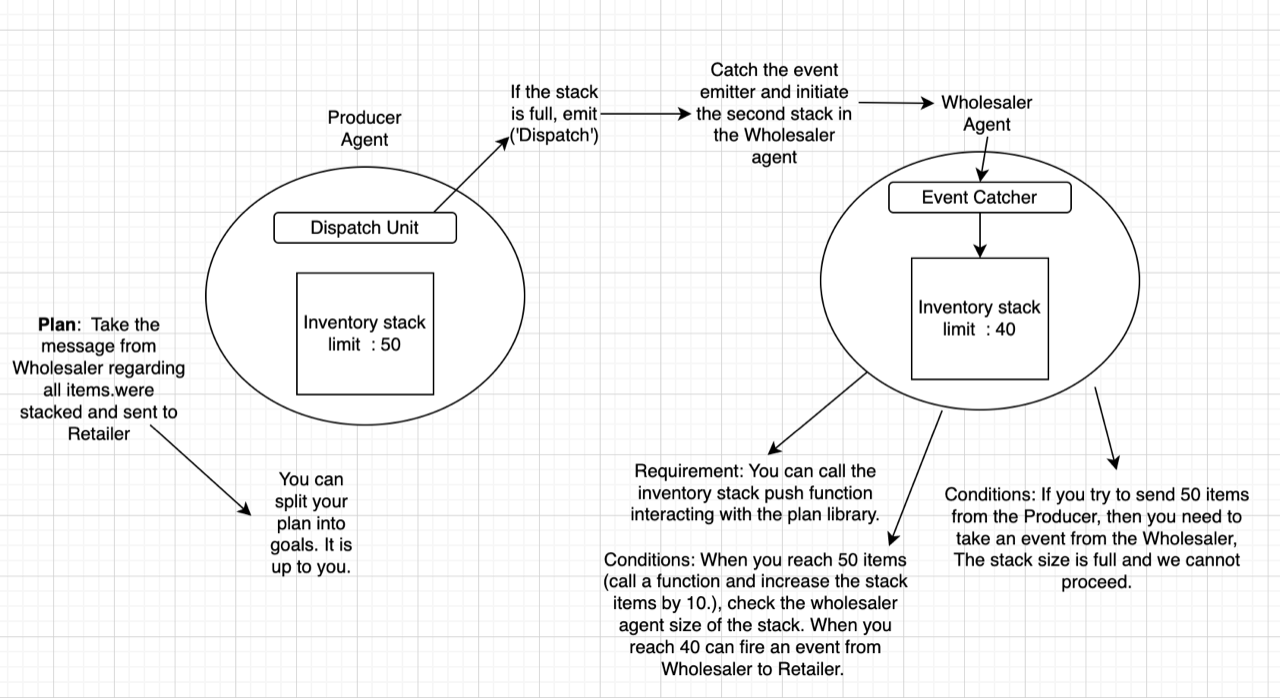 Producer
Agent
If the stack
is full, emit
('Dispatch')
Catch the event
emitter and initiate
the second stack in
the Wholesaler
agent
Wholesaler
Agent
Dispatch Unit
Inventory stack
limit : 50
Event Catcher
Inventory stack
limit : 40
Plan: Take the
message from
Wholesaler regarding
all items.were
stacked and sent to
Retailer
You can
split your
plan into
goals. It is
up to you.
Requirement: You can call the
inventory stack push function
interacting with the plan library.
Conditions: When you reach 50 items
(call a function and increase the stack
items by 10.), check the wholesaler
agent size of the stack. When you
reach 40 can fire an event from
Wholesaler to Retailer.
Conditions: If you try to send 50 items
from the Producer, then you need to
take an event from the Wholesaler,
The stack size is full and we cannot
proceed.